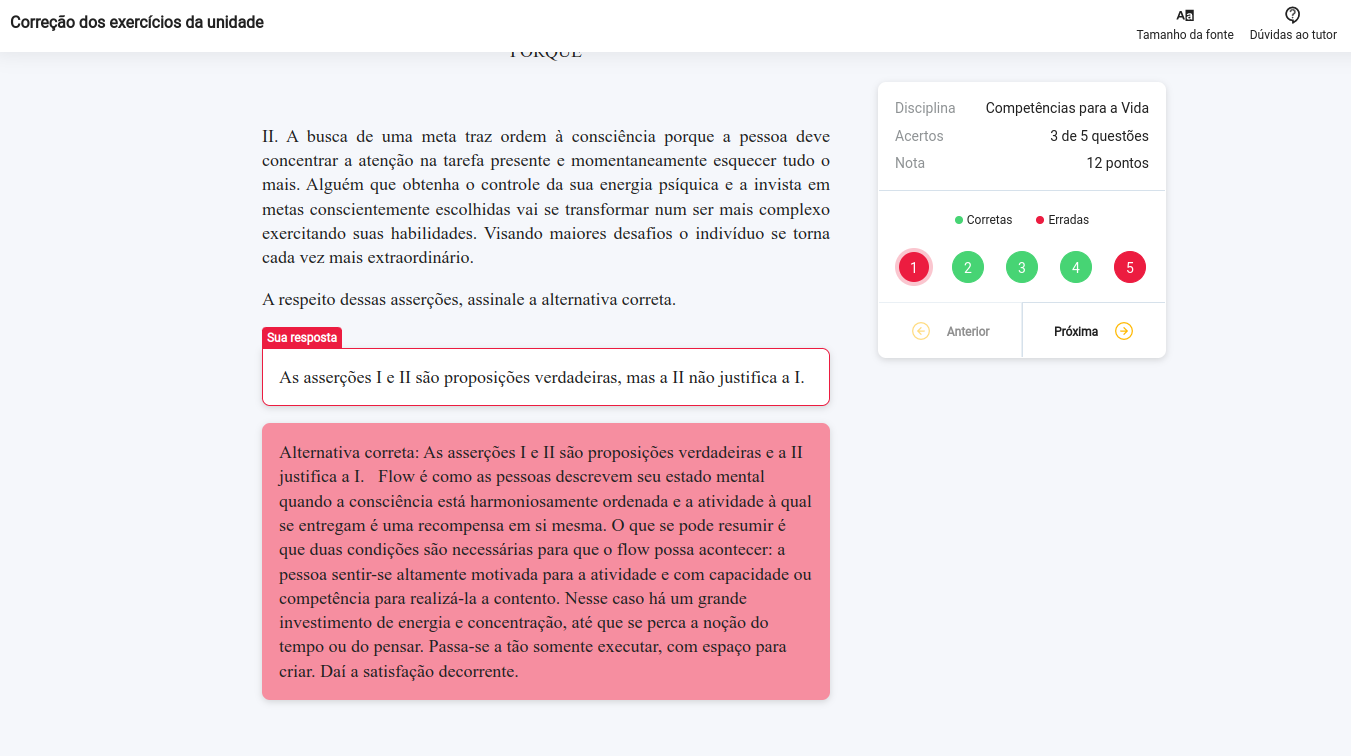 Correção dos exercícios da unidade
Tamanho da fonte
Dúvidas ao tutor
PORQUE
II. A busca de uma meta traz ordem à consciência porque a pessoa deve
concentrar a atenção na tarefa presente e momentaneamente esquecer tudo o
mais. Alguém que obtenha o controle da sua energia psíquica e a invista em
metas conscientemente escolhidas vai se transformar num ser mais complexo
exercitando suas habilidades. Visando maiores desafios o indivíduo se torna
cada vez mais extraordinário.
A respeito dessas asserções, assinale a alternativa correta.
Sua resposta
As asserções I e II são proposições verdadeiras, mas a II não justifica a I.
Alternativa correta: As asserções I e II são proposições verdadeiras e a II
justifica a I. Flow é como as pessoas descrevem seu estado mental
quando a consciência está harmoniosamente ordenada e a atividade à qual
se entregam é uma recompensa em si mesma. O que se pode resumir é
que duas condições são necessárias para que o flow possa acontecer: a
pessoa sentir-se altamente motivada para a atividade e com capacidade ou
competência para realizá-la a contento. Nesse caso há um grande
investimento de energia e concentração, até que se perca a noção do
tempo ou do pensar. Passa-se a tão somente executar, com espaço para
criar. Daí a satisfação decorrente.
Disciplina Competências para a Vida
Acertos 3 de 5 questões
Nota 12 pontos
Corretas Erradas
1 2 3 4 5
Anterior Próxima